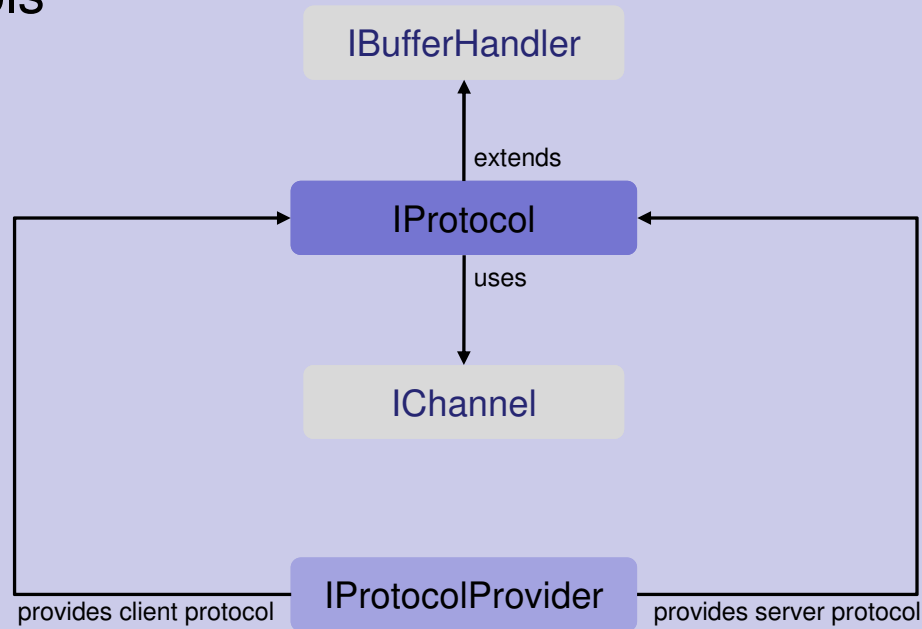 IBufferHandler
extends
IProtocol
uses
IChannel
IProtocolProvider
provides client protocol
provides server protocol